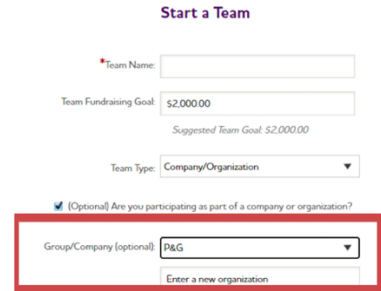 Start a Team
*Team Name:
Team Fundraising Goal: $2,000.00
Suggested Team Goal: $2,000.00
Team Type: Company/Organization
(Optional) Are you participating as part of a company or organization?
Group/Company (optional): P&G
Enter a new organization